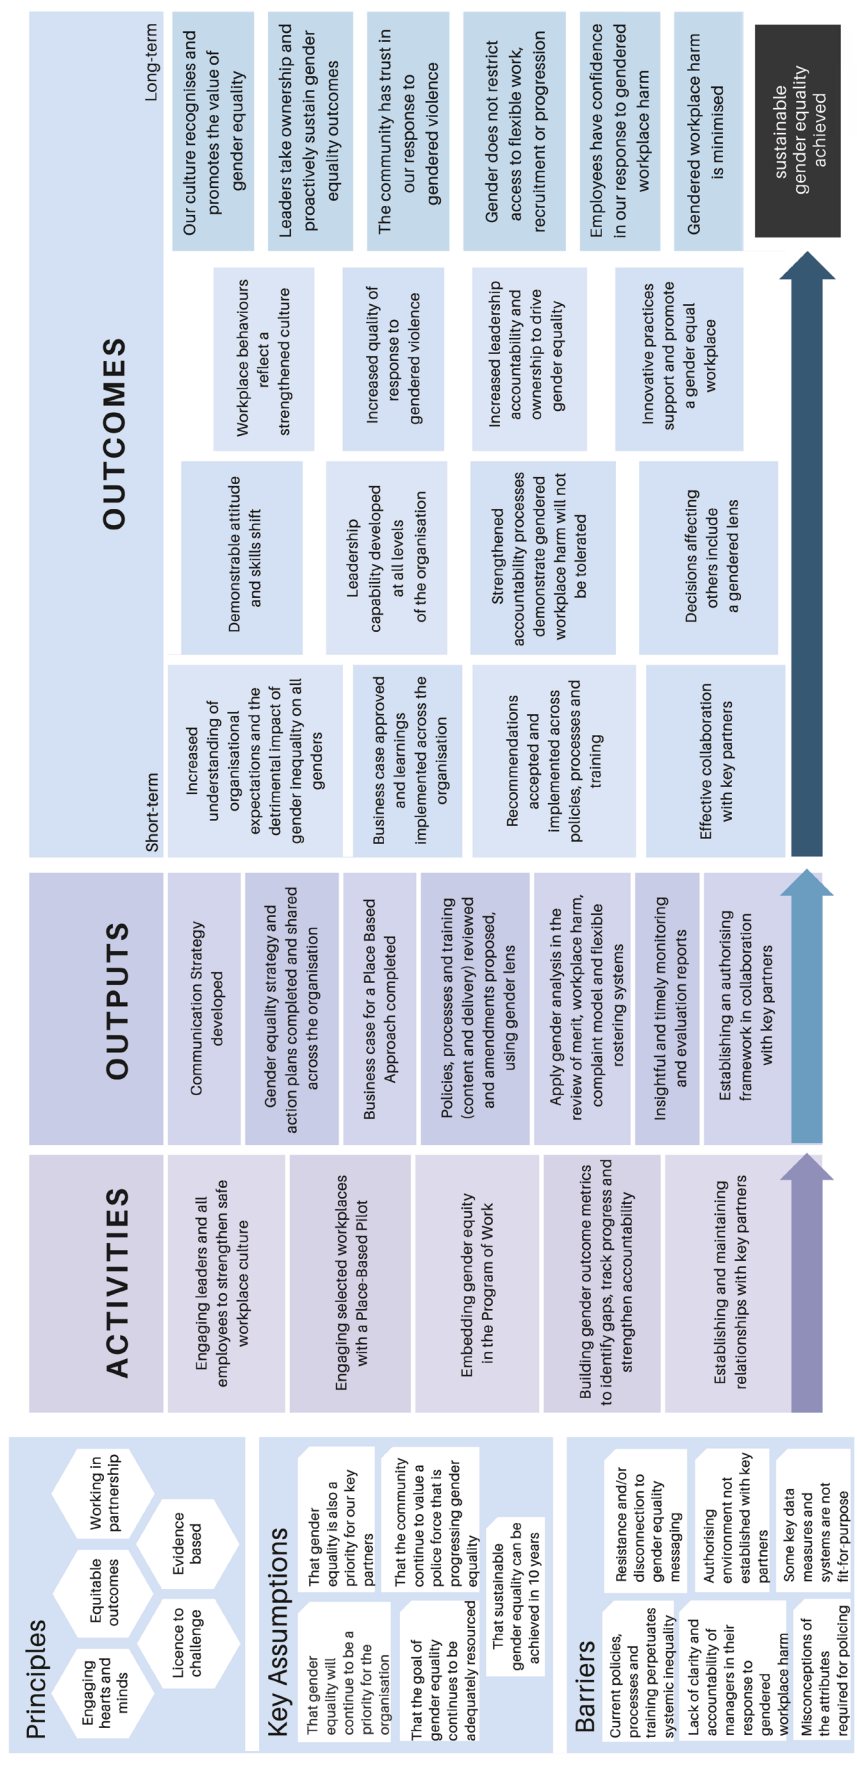 Principles
Engaging
hearts and
minds
Equitable
outcomes
Working in
partnership
Licence to
challenge
Evidence
based
Key Assumptions
That gender
equality will
continue to be a
priority for the
organisation
That gender
equality is also a
priority for our key
partners
That the goal of
gender equality
continues to be
adequately resourced
That the community
continue to value a
police force that is
progressing gender
equality
That sustainable
gender equality can be
achieved in 10 years
Barriers
Current policies,
processes and
training perpetuates
systemic inequality
Resistance and/or
disconnection to
gender equality
messaging
Lack of clarity and
accountability of
managers in their
response to
gendered
workplace harm
Authorising
environment not
established with key
partners
Misconceptions of
the attributes
required for policing
Some key data
measures and
systems are not
fit-for-purpose
ACTIVITIES
Engaging leaders and all
employees to strengthen safe
workplace culture
Engaging selected workplaces
with a Place-Based Pilot
Embedding gender equity
in the Program of Work
Building gender outcome metrics
to identify gaps, track progress and
strengthen accountability
Establishing and maintaining
relationships with key partners
OUTPUTS
Communication Strategy
developed
Gender equality strategy and
action plans completed and shared
across the organisation
Business case for a Place Based
Approach completed
Policies, processes and training
(content and delivery) reviewed
and amendments proposed,
using gender lens
Apply gender analysis in the
review of merit, workplace harm,
complaint model and flexible
rostering systems
Insightful and timely monitoring
and evaluation reports
Establishing an authorising
framework in collaboration
with key partners
OUTCOMES
Short-term
Long-term
Increased
understanding of
organisational
expectations and the
detrimental impact of
gender inequality on all
genders
Business case approved
and learnings
implemented across the
organisation
Recommendations
accepted and
implemented across
policies, processes and
training
Effective collaboration
with key partners
Demonstrable attitude
and skills shift
Leadership
capability developed
at all levels
of the organisation
Strengthened
accountability processes
demonstrate gendered
workplace harm will not
be tolerated
Decisions affecting
others include
a gendered lens
Workplace behaviours
reflect a
strengthened culture
Increased quality of
response to
gendered violence
Increased leadership
accountability and
ownership to drive
gender equality
Innovative practices
support and promote
a gender equal
workplace
Our culture recognises and
promotes the value of
gender equality
Leaders take ownership and
proactively sustain gender
equality outcomes
The community has trust in
our response to
gendered violence
Gender does not restrict
access to flexible work,
recruitment or progression
Employees have confidence
in our response to gendered
workplace harm
Gendered workplace harm
is minimised
sustainable
gender equality
achieved